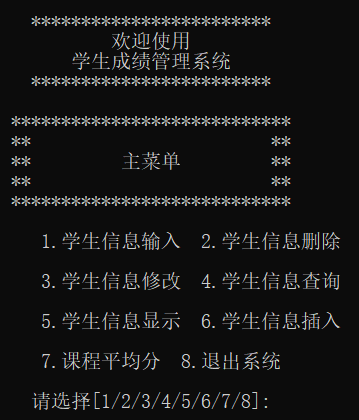 ************************
欢迎使用
学生成绩管理系统
************************
****************************
** **
** 主菜单 **
** **
****************************
1.学生信息输入 2.学生信息删除
3.学生信息修改 4.学生信息查询
5.学生信息显示 6.学生信息插入
7.课程平均分 8.退出系统
请选择[1/2/3/4/5/6/7/8]: